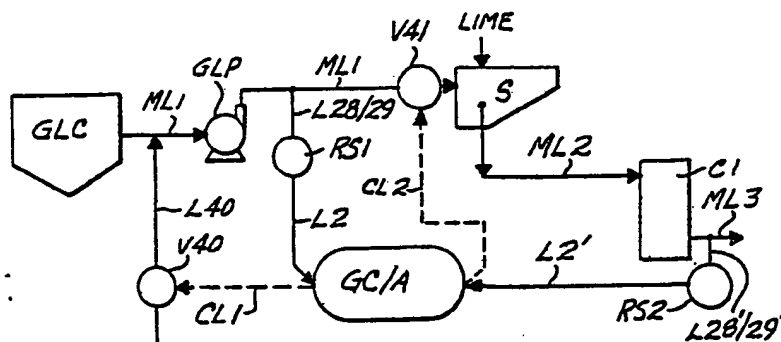 LIME
V41
GLP
ML1
ML1
L28/29
S
GLC
RS1
ML2
C1
CL2
ML3
L40
L2
V40
L2'
GC/A
CL1
RS2
L28'/29'